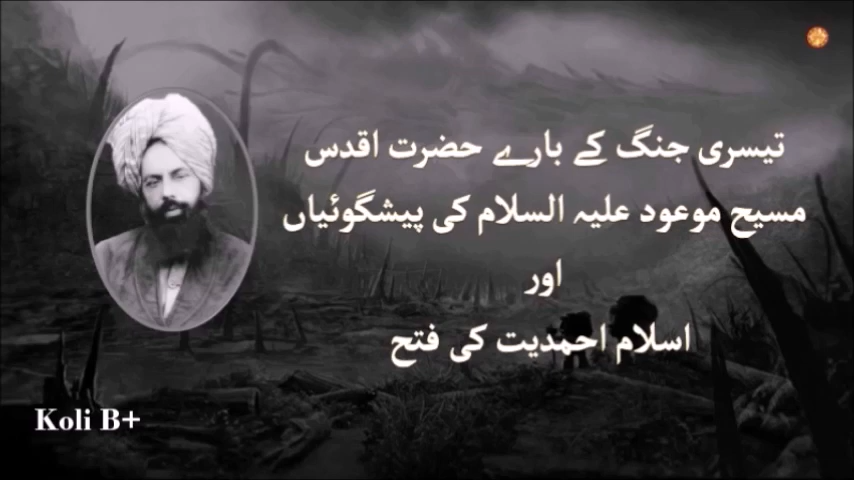 تیسری جنگ کے بارے حضرت اقدس
مسیح موعود علیہ السلام کی پیشگوئیاں
اور
اسلام احمدیت کی فتح
Koli B+